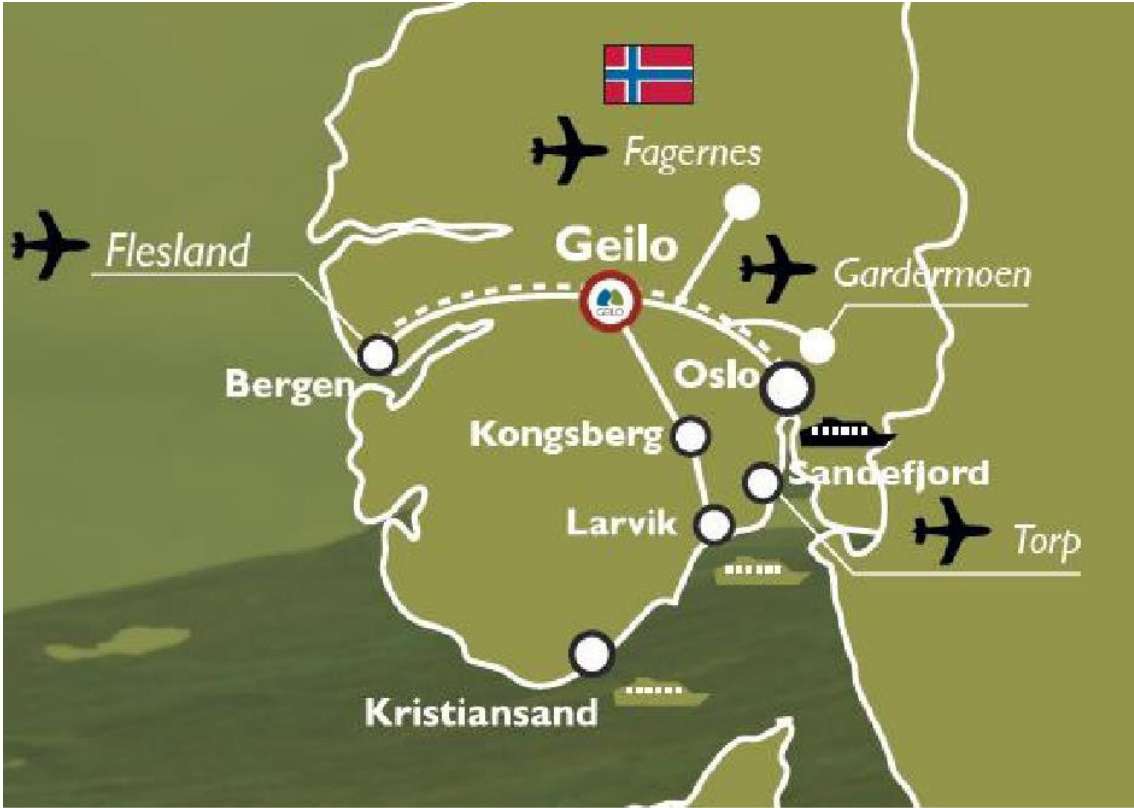 Fagernes
Flesland
Geilo
Gardermoen
GEILO
Bergen
Oslo
Kongsberg
Sandefjord
Larvik
Torp
Kristiansand